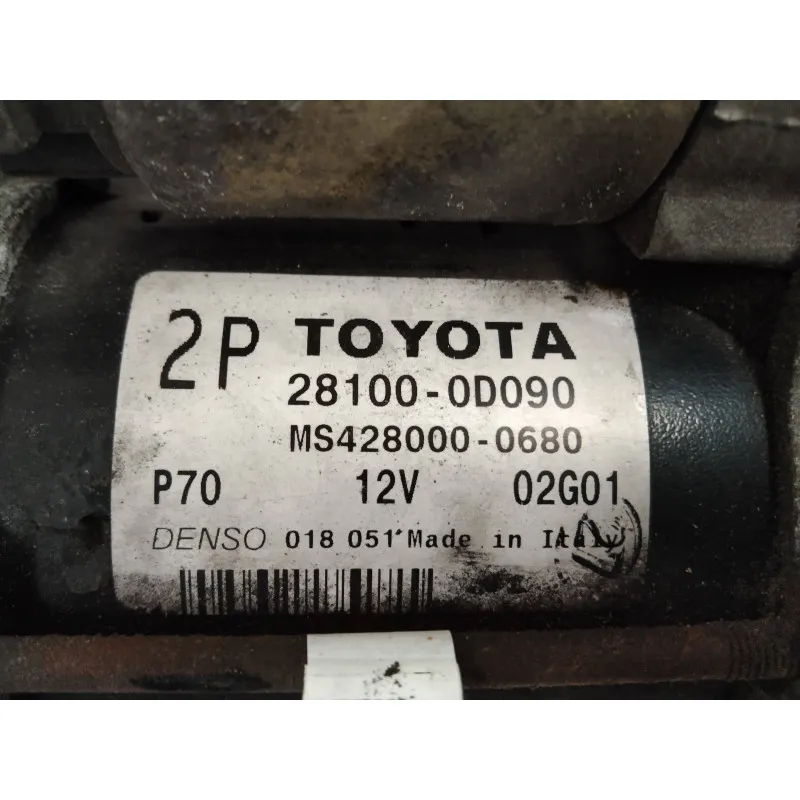 2P TOYOTA
28100-0D090
MS428000-0680
P70 12V 02G01
DENSO 018 051 Made in Italy